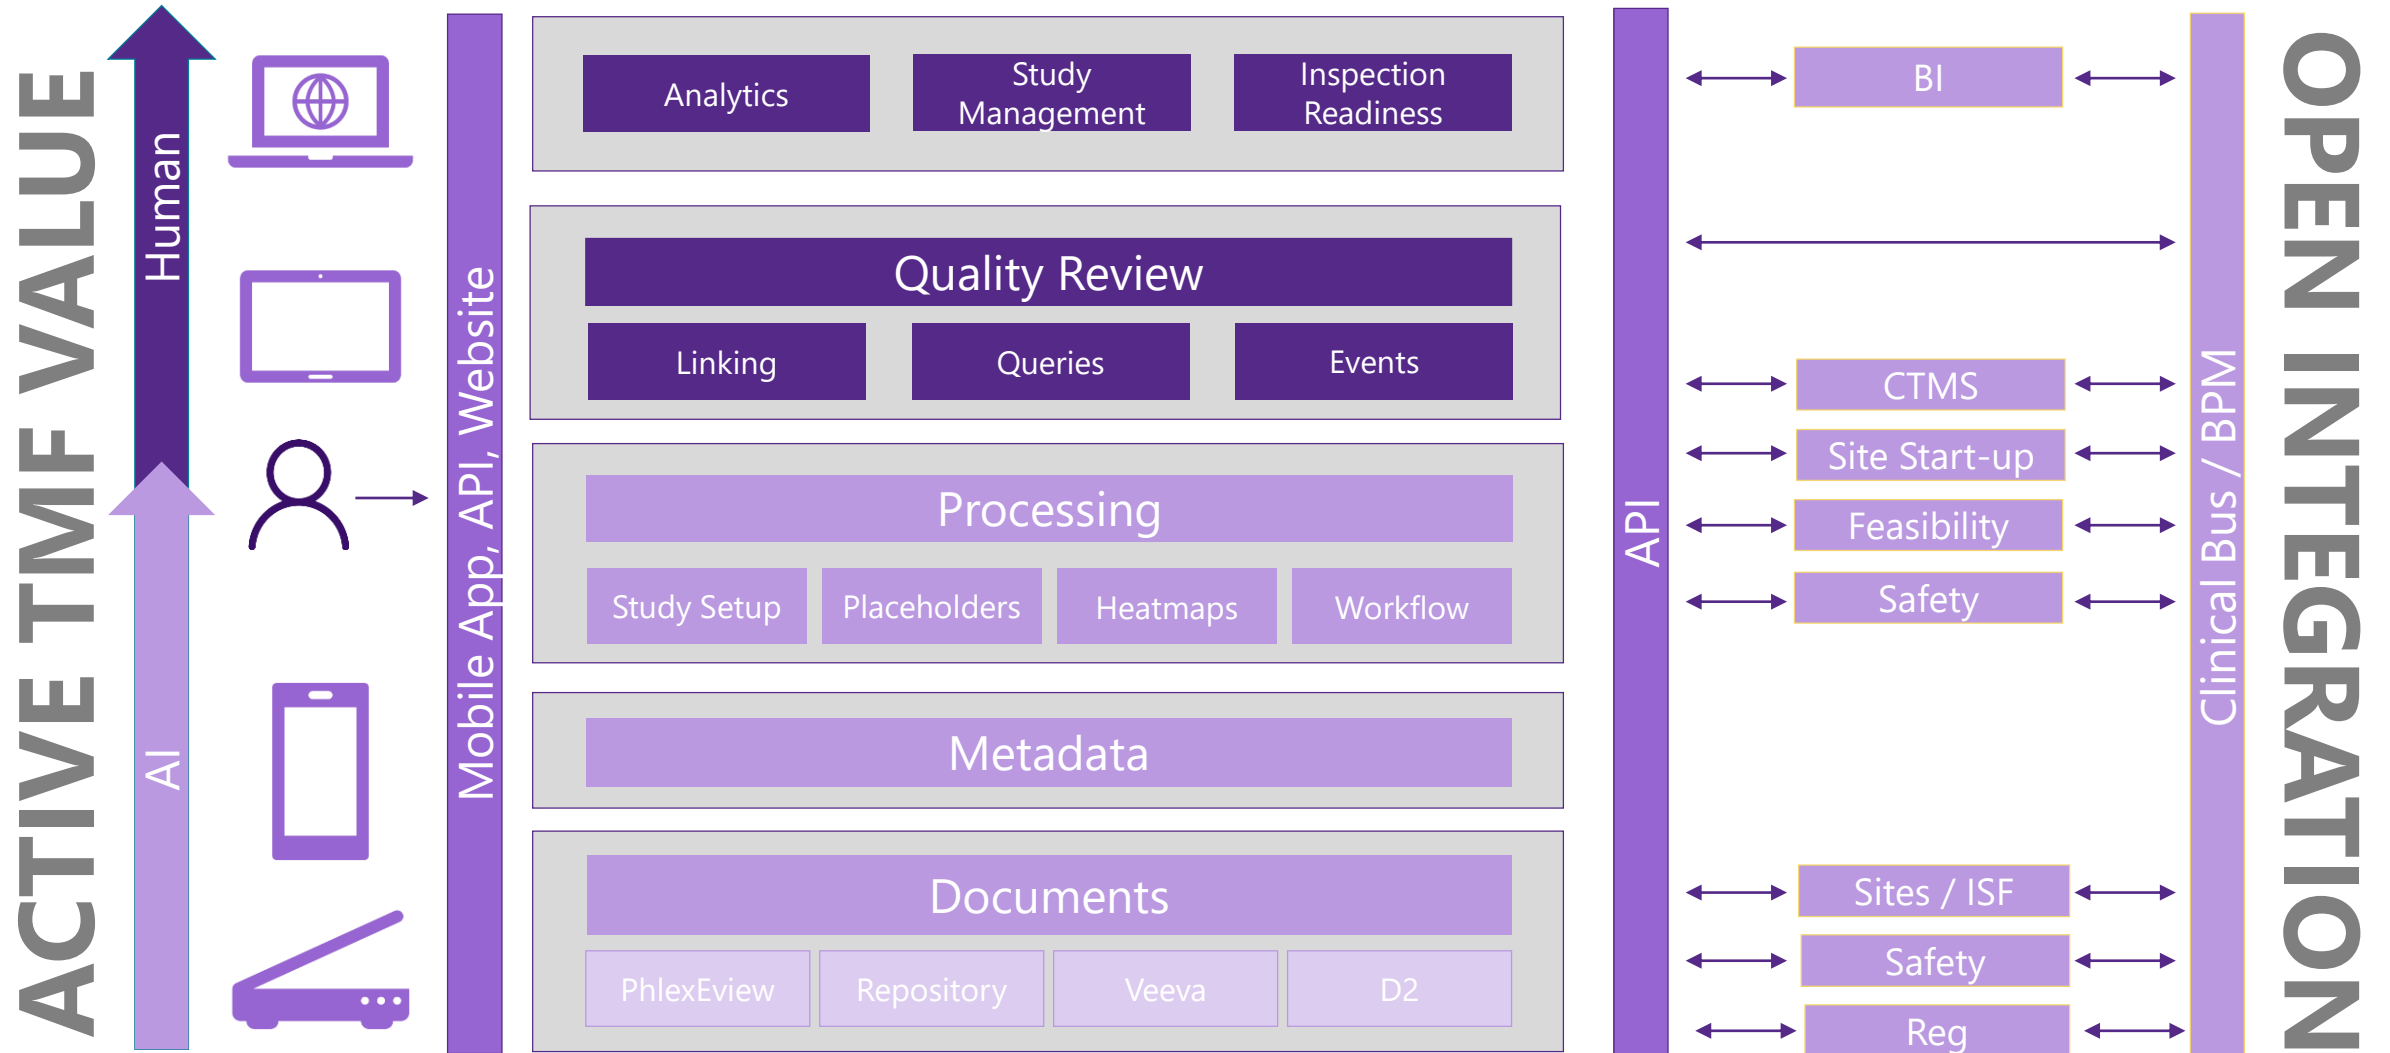 ACTIVE TMF VALUE
Human
AI
Mobile App, API, Website
Analytics
Study
Management
Inspection
Readiness
Quality Review
Linking
Queries
Events
Processing
Study Setup
Placeholders
Heatmaps
Workflow
Metadata
Documents
PhlexEview
Repository
Veeva
D2
API
BI
CTMS
Site Start-up
Feasibility
Safety
Sites / ISF
Safety
Reg
Clinical Bus / BPM
OPEN INTEGRATION